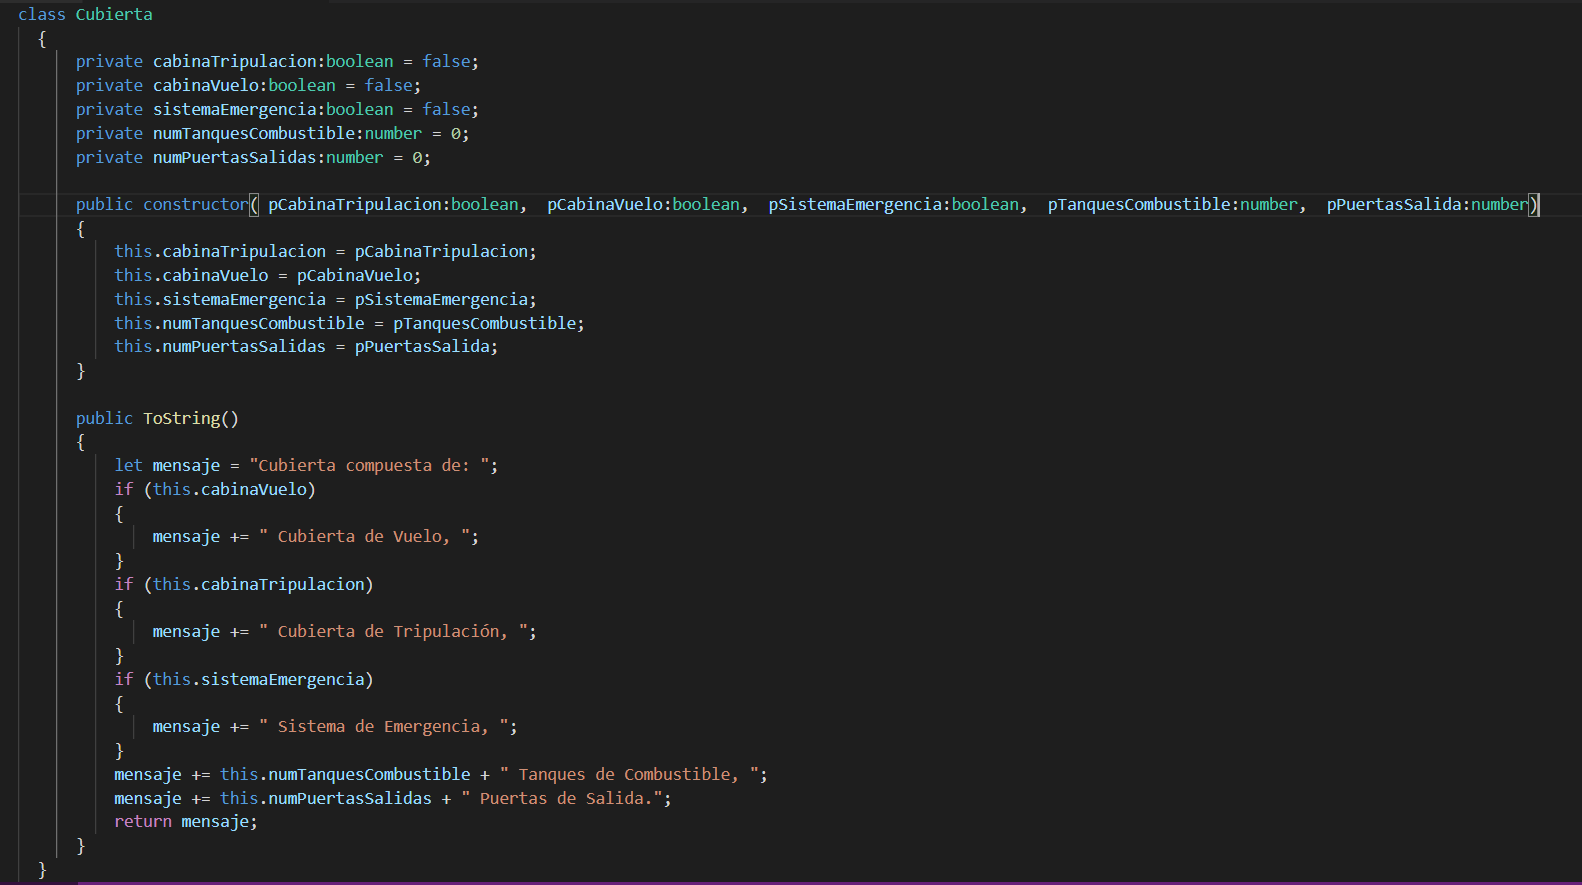 class Cubierta
{
private cabinaTripulacion:boolean = false;
private cabinaVuelo:boolean = false;
private sistemaEmergencia:boolean = false;
private numTanquesCombustible:number = 0;
private numPuertasSalidas:number = 0;
public constructor( pCabinaTripulacion:boolean,  pCabinaVuelo:boolean,  pSistemaEmergencia:boolean,  pTanquesCombustible:number,  pPuertasSalida:number)
{
this.cabinaTripulacion = pCabinaTripulacion;
this.cabinaVuelo = pCabinaVuelo;
this.sistemaEmergencia = pSistemaEmergencia;
this.numTanquesCombustible = pTanquesCombustible;
this.numPuertasSalidas = pPuertasSalida;
}
public ToString()
{
let mensaje = "Cubierta compuesta de: ";
if (this.cabinaVuelo)
{
mensaje += " Cubierta de Vuelo, ";
}
if (this.cabinaTripulacion)
{
mensaje += " Cubierta de Tripulación, ";
}
if (this.sistemaEmergencia)
{
mensaje += " Sistema de Emergencia, ";
}
mensaje += this.numTanquesCombustible + " Tanques de Combustible, ";
mensaje += this.numPuertasSalidas + " Puertas de Salida.";
return mensaje;
}
}